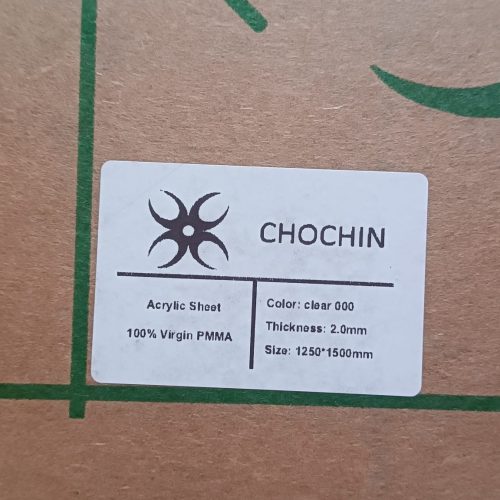 CHOCHIN
Acrylic Sheet
100% Virgin PMMA
Color: clear 000
Thickness: 2.0mm
Size: 1250*1500mm